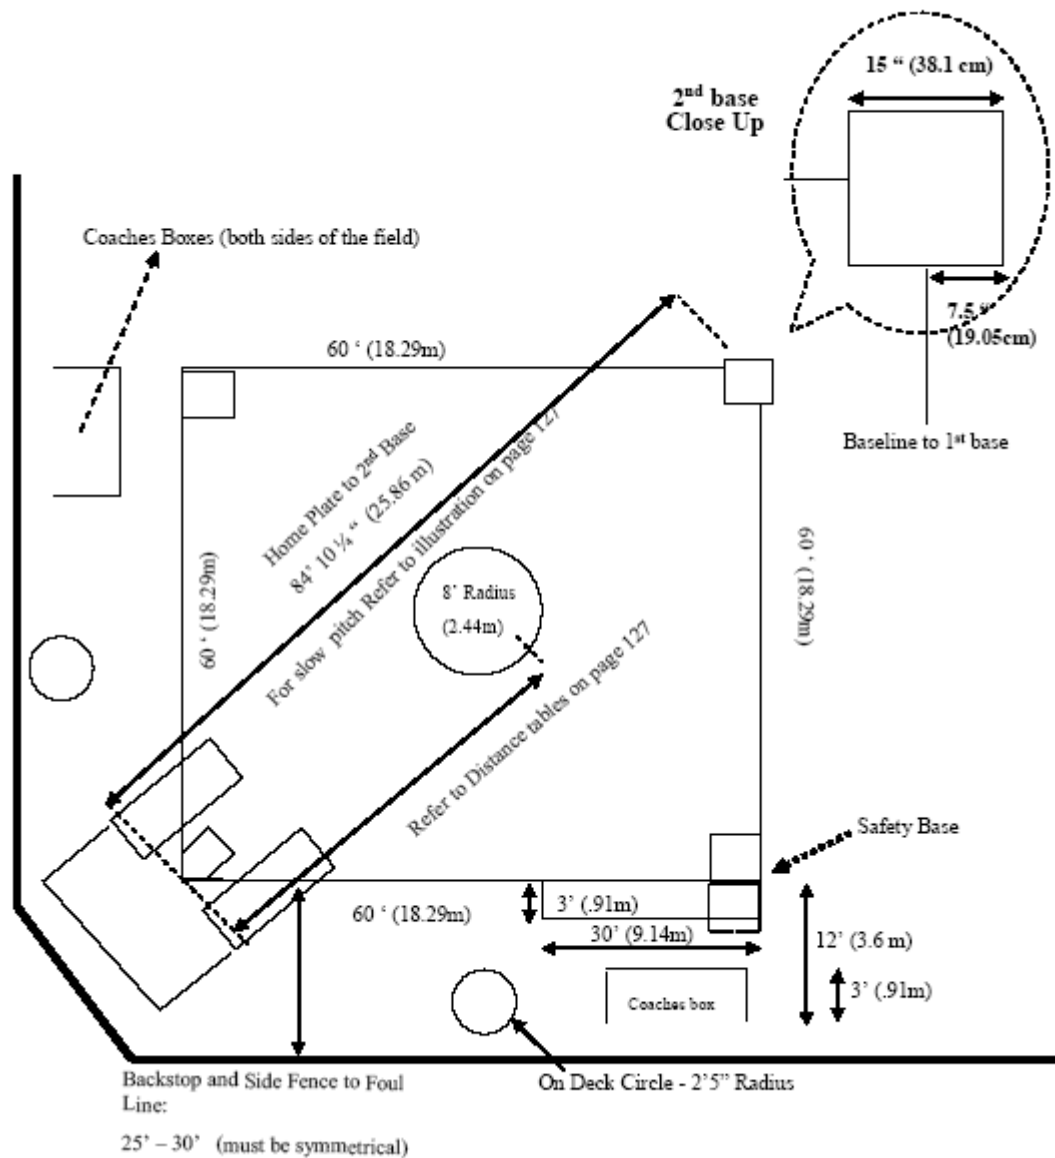 15 “ (38.1 cm)
2nd base
Close Up
7.5 “
(19.05cm)
Baseline to 1st base
Coaches Boxes (both sides of the field)
60 ‘ (18.29m)
Home Plate to 2nd Base
84’ 10 ¼ “ (25.86 m)
For slow pitch Refer to illustration on page 127
60 ‘ (18.29m)
8’ Radius
(2.44m)
60 ‘ (18.29m)
Refer to Distance tables on page 127
Safety Base
60 ‘ (18.29m)
3’ (.91m)
30’ (9.14m)
12’ (3.6 m)
3’ (.91m)
Coaches box
On Deck Circle - 2’5” Radius
Backstop and Side Fence to Foul
Line:
25’ – 30’ (must be symmetrical)